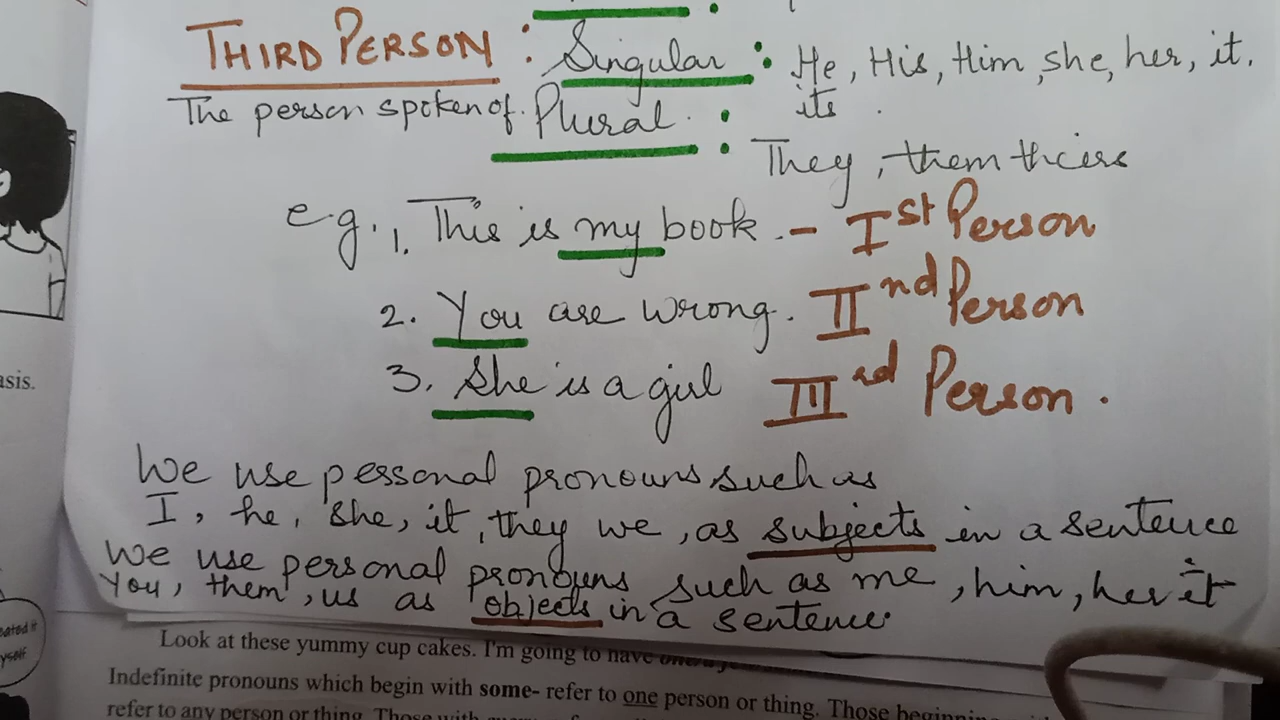 THIRD PERSON : Singular : He, His, Him, she, her, it.
its
The person spoken of. Plural. :
They, them theirs
e.g. 1. This is my book. - Ist Person
2. You are wrong. IInd Person
3. She is a girl IIIrd Person.
We use personal pronouns such as
I, he, she, it, they we, as subjects in a sentence
We use personal pronouns such as me, him, her it
You, them, us as objects in a sentence
asis.
eated it
yself
Look at these yummy cup cakes. I'm going to have
Indefinite pronouns which begin with some- refer to one person or thing. Those beginning
refer to any person or thing. Those with